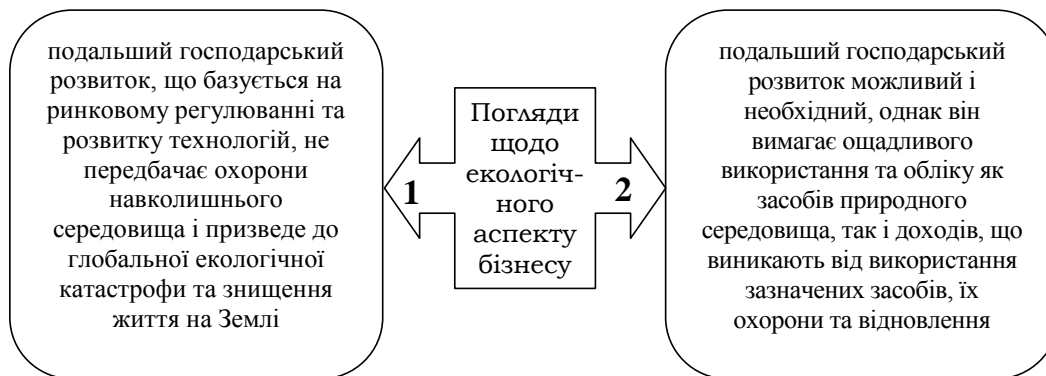 подальший господарський
розвиток, що базується на
ринковому регулюванні та
розвитку технологій, не
передбачає охорони
навколишнього
середовища і призведе до
глобальної екологічної
катастрофи та знищення
життя на Землі
1
Погляди
щодо
екологіч-
ного
аспекту
бізнесу
2
подальший господарський
розвиток можливий і
необхідний, однак він
вимагає ощадливого
використання та обліку як
засобів природного
середовища, так і доходів, що
виникають від використання
зазначених засобів, їх
охорони та відновлення